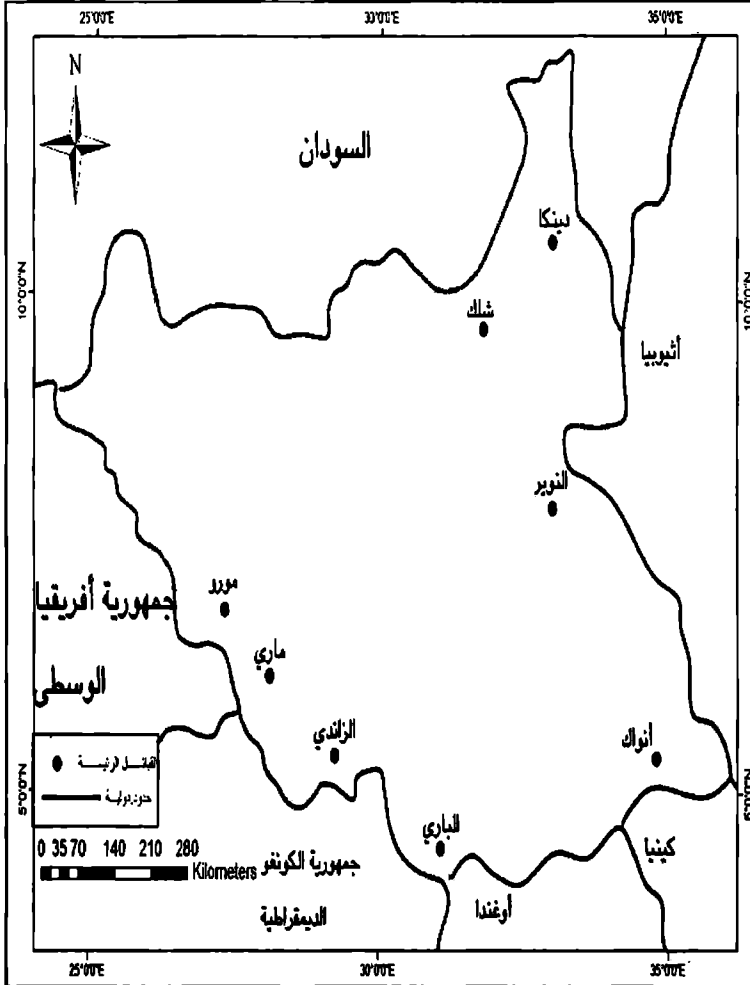 25°0'0"E 30°0'0"E 35°0'0"E
N
السودان
دينكا
10°0'0"N 10°0'0"N
شلك
أثيوبيا
النوير
مورو
جمهورية أفريقيا
ماري
الوسطى
الزاندي
أنواك
القبائل الرئيسة
حدود دولية
5°0'0"N 5°0'0"N
الباري
كينيا
0 35 70 140 210 280
Kilometers
جمهورية الكونغو
الديمقراطية
أوغندا
25°0'0"E 30°0'0"E 35°0'0"E